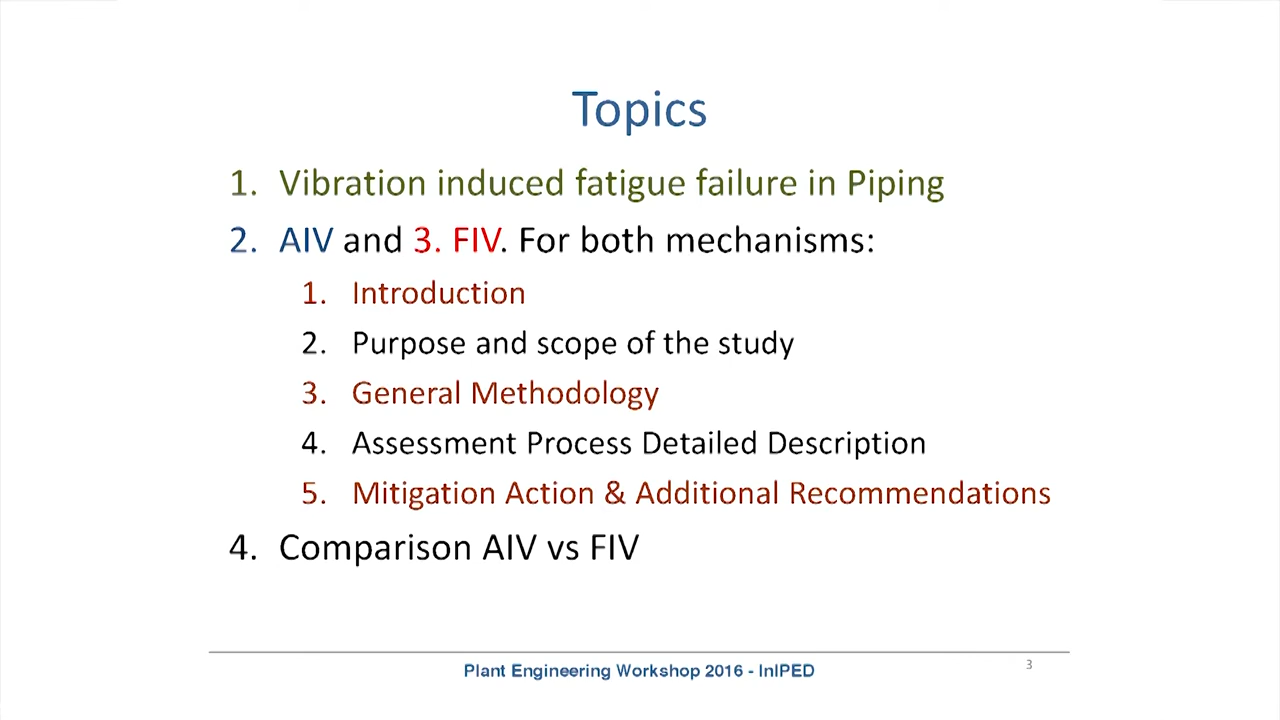 Topics
1. Vibration induced fatigue failure in Piping
2. AIV and 3. FIV. For both mechanisms:
1. Introduction
2. Purpose and scope of the study
3. General Methodology
4. Assessment Process Detailed Description
5. Mitigation Action & Additional Recommendations
4. Comparison AIV vs FIV
Plant Engineering Workshop 2016 - InIPED
3